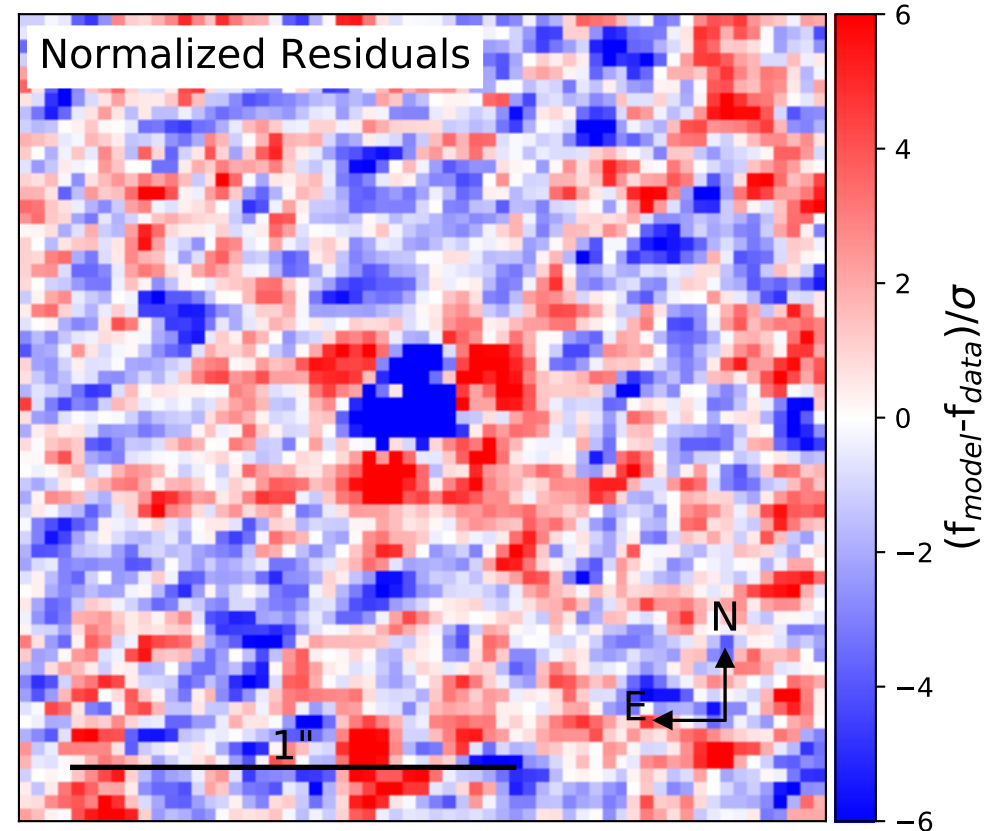 Normalized Residuals
6
4
2
0
−2
−4
−6
(f_model-f_data)/σ
N
E
1"